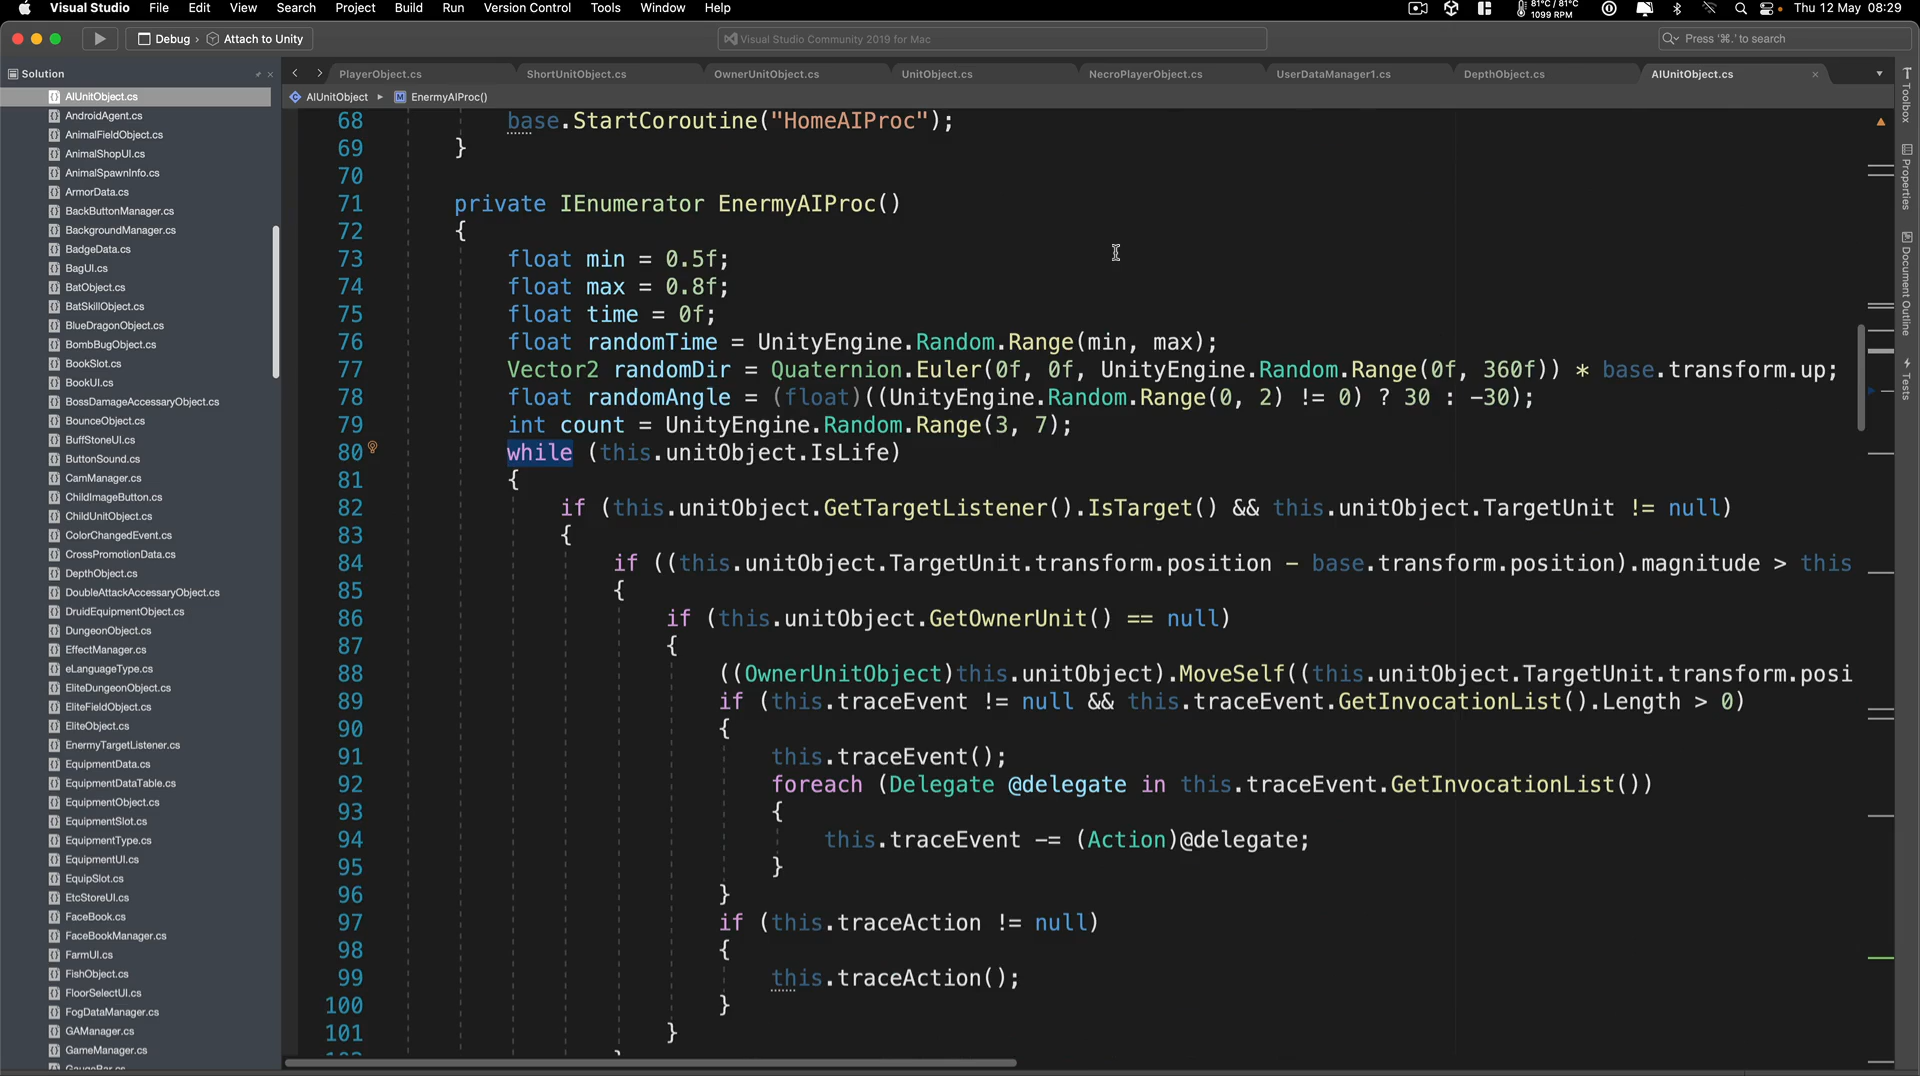 Visual Studio File Edit View Search Project Build Run Version Control Tools Window Help
81°C / 81°C
1099 RPM
Thu 12 May 08:29
Debug › Attach to Unity
Visual Studio Community 2019 for Mac
Press '⌘.' to search
Solution
PlayerObject.cs ShortUnitObject.cs OwnerUnitObject.cs UnitObject.cs NecroPlayerObject.cs UserDataManager1.cs DepthObject.cs AIUnitObject.cs
AIUnitObject EnermyAIProc()
AIUnitObject.cs
AndroidAgent.cs
AnimalFieldObject.cs
AnimalShopUI.cs
AnimalSpawnInfo.cs
ArmorData.cs
BackButtonManager.cs
BackgroundManager.cs
BadgeData.cs
BagUI.cs
BatObject.cs
BatSkillObject.cs
BlueDragonObject.cs
BombBugObject.cs
BookSlot.cs
BookUI.cs
BossDamageAccessaryObject.cs
BounceObject.cs
BuffStoneUI.cs
ButtonSound.cs
CamManager.cs
ChildImageButton.cs
ChildUnitObject.cs
ColorChangedEvent.cs
CrossPromotionData.cs
DepthObject.cs
DoubleAttackAccessaryObject.cs
DruidEquipmentObject.cs
DungeonObject.cs
EffectManager.cs
eLanguageType.cs
EliteDungeonObject.cs
EliteFieldObject.cs
EliteObject.cs
EnermyTargetListener.cs
EquipmentData.cs
EquipmentDataTable.cs
EquipmentObject.cs
EquipmentSlot.cs
EquipmentType.cs
EquipmentUI.cs
EquipSlot.cs
EtcStoreUI.cs
FaceBook.cs
FaceBookManager.cs
FarmUI.cs
FishObject.cs
FloorSelectUI.cs
FogDataManager.cs
GAManager.cs
GameManager.cs
GaugeBar.cs
68 base.StartCoroutine("HomeAIProc");
69 }
70
71 private IEnumerator EnermyAIProc()
72 {
73 float min = 0.5f;
74 float max = 0.8f;
75 float time = 0f;
76 float randomTime = UnityEngine.Random.Range(min, max);
77 Vector2 randomDir = Quaternion.Euler(0f, 0f, UnityEngine.Random.Range(0f, 360f)) * base.transform.up;
78 float randomAngle = (float)((UnityEngine.Random.Range(0, 2) != 0) ? 30 : -30);
79 int count = UnityEngine.Random.Range(3, 7);
80 while (this.unitObject.IsLife)
81 {
82 if (this.unitObject.GetTargetListener().IsTarget() && this.unitObject.TargetUnit != null)
83 {
84 if ((this.unitObject.TargetUnit.transform.position - base.transform.position).magnitude > this
85 {
86 if (this.unitObject.GetOwnerUnit() == null)
87 {
88 ((OwnerUnitObject)this.unitObject).MoveSelf((this.unitObject.TargetUnit.transform.posi
89 if (this.traceEvent != null && this.traceEvent.GetInvocationList().Length > 0)
90 {
91 this.traceEvent();
92 foreach (Delegate @delegate in this.traceEvent.GetInvocationList())
93 {
94 this.traceEvent -= (Action)@delegate;
95 }
96 }
97 if (this.traceAction != null)
98 {
99 this.traceAction();
100 }
101 }
102 }
Toolbox
Properties
Document Outline
Tests